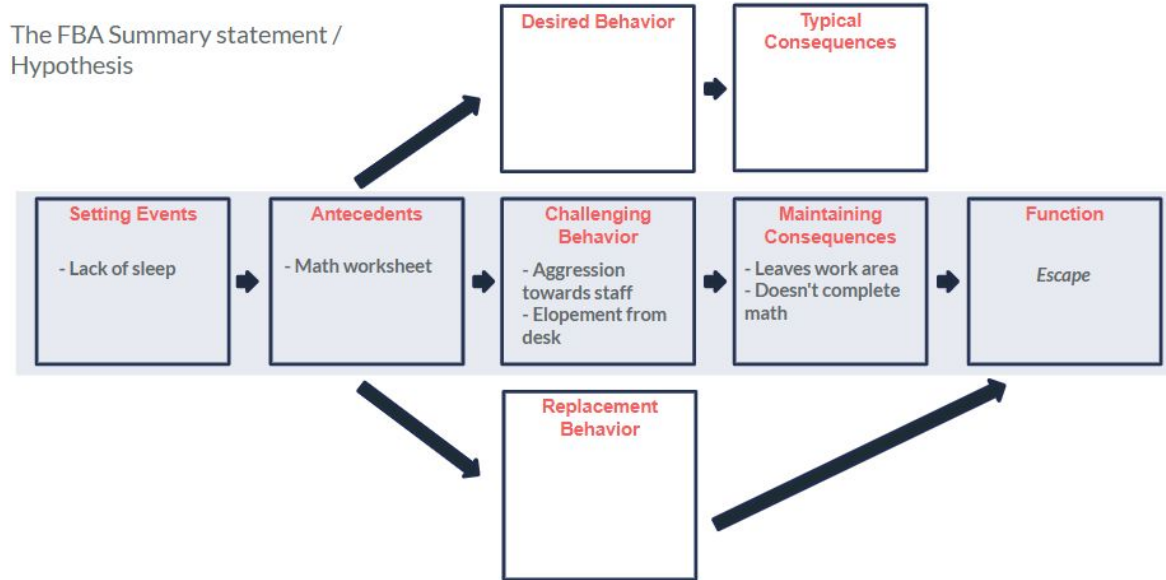 The FBA Summary statement /
Hypothesis
Desired Behavior
Typical
Consequences
Setting Events
- Lack of sleep
Antecedents
- Math worksheet
Challenging
Behavior
- Aggression
towards staff
- Elopement from
desk
Maintaining
Consequences
- Leaves work area
- Doesn't complete
math
Function
Escape
Replacement
Behavior